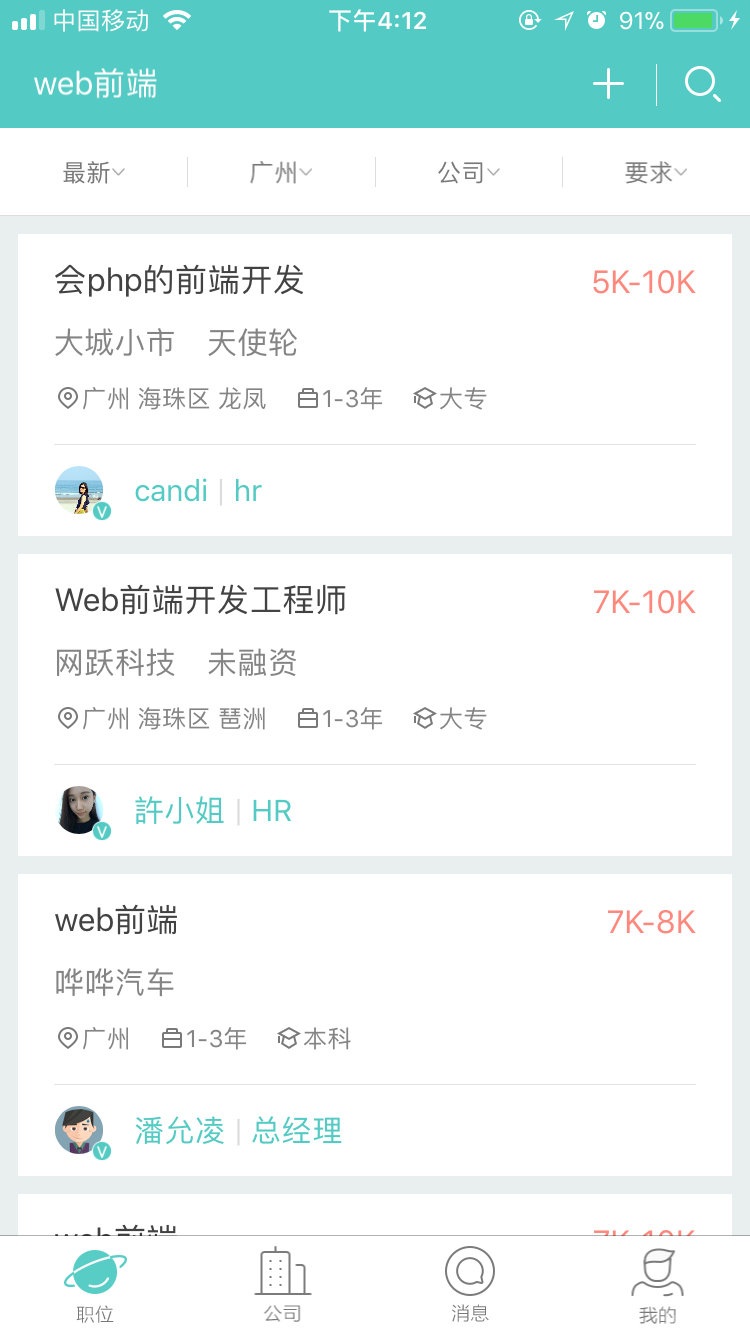 中国移动 下午4:12 91%
web前端
最新 广州 公司 要求
会php的前端开发 5K-10K
大城小市 天使轮
广州 海珠区 龙凤 1-3年 大专
candi | hr
Web前端开发工程师 7K-10K
网跃科技 未融资
广州 海珠区 琶洲 1-3年 大专
許小姐 | HR
web前端 7K-8K
哗哗汽车
广州 1-3年 本科
潘允凌 | 总经理
web前端
职位 公司 消息 我的